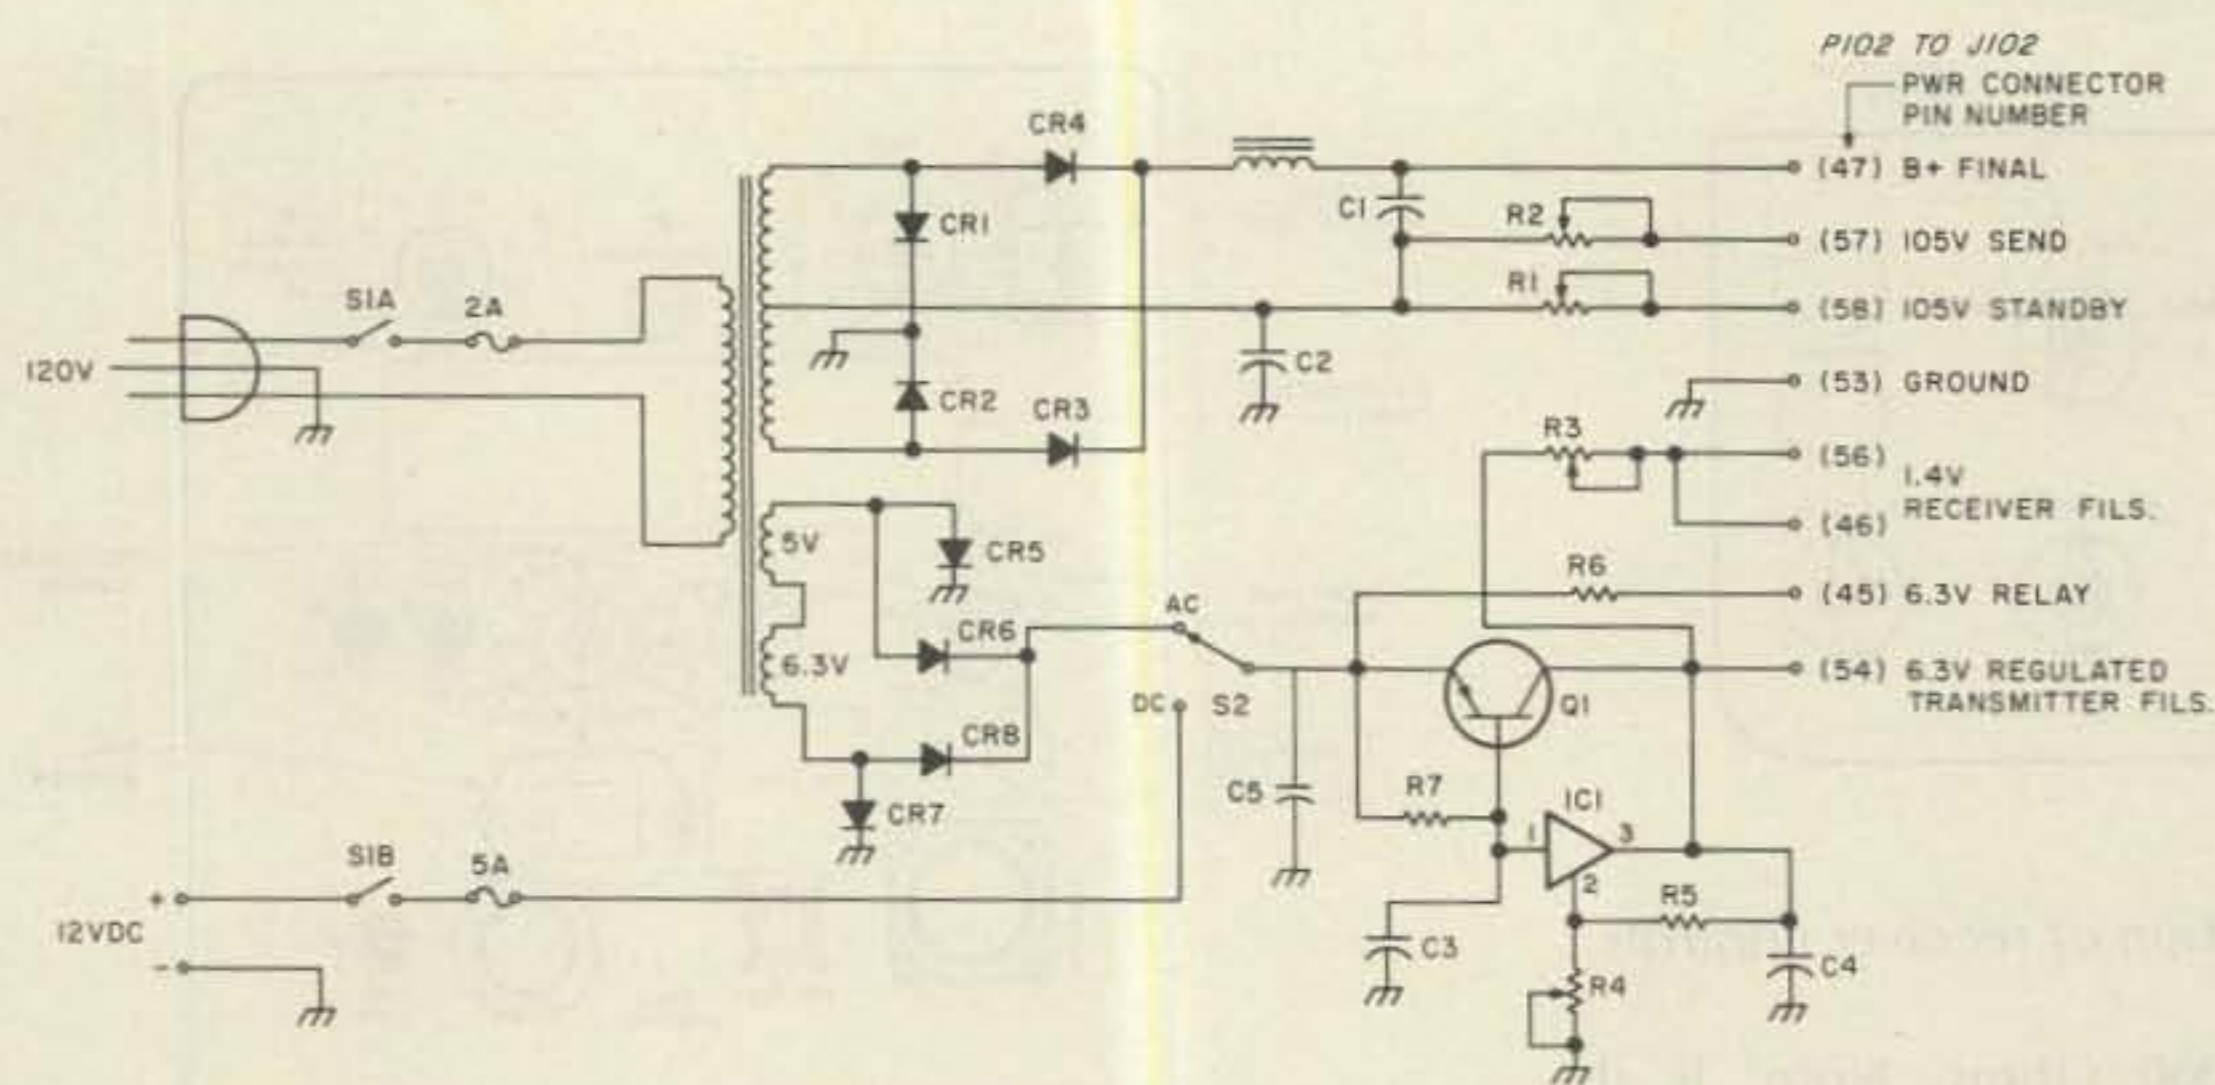 P102 TO J102
PWR CONNECTOR
PIN NUMBER
CR4
(47) B+ FINAL
C1
R2
CR1
(57) 105V SEND
S1A
2A
R1
(58) 105V STANDBY
120V
C2
CR2
CR3
(53) GROUND
R3
(56)
1.4V
RECEIVER FILS.
(46)
5V
CR5
R6
AC
(45) 6.3V RELAY
CR6
6.3V
(54) 6.3V REGULATED
TRANSMITTER FILS.
DC
S2
Q1
CR8
C5
R7
IC1
CR7
1
3
S1B
5A
2
R5
+
12VDC
-
C3
C4
R4